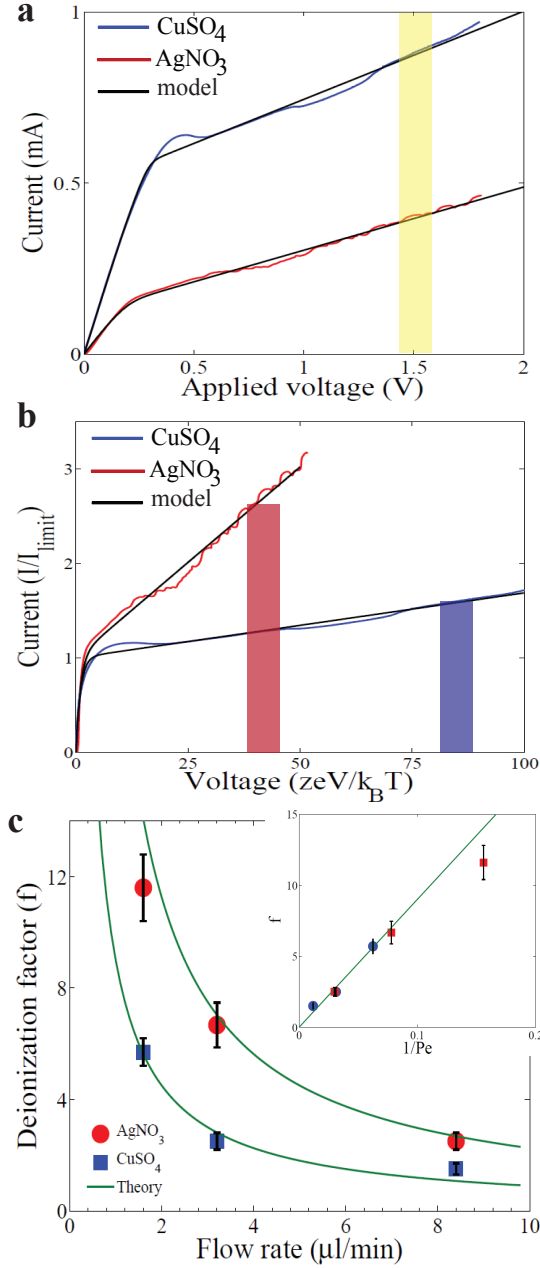 a
CuSO4
AgNO3
model
Current (mA)
1
0.5
0
0
0.5
1
1.5
2
Applied voltage (V)
b
CuSO4
AgNO3
model
Current (I/Ilimit)
3
2
1
0
0
25
50
75
100
Voltage (zeV/kBT)
c
Deionization factor (f)
12
8
4
0
AgNO3
CuSO4
Theory
0
2
4
6
8
10
Flow rate (μl/min)
f
15
10
5
0
0
0.1
0.2
1/Pe